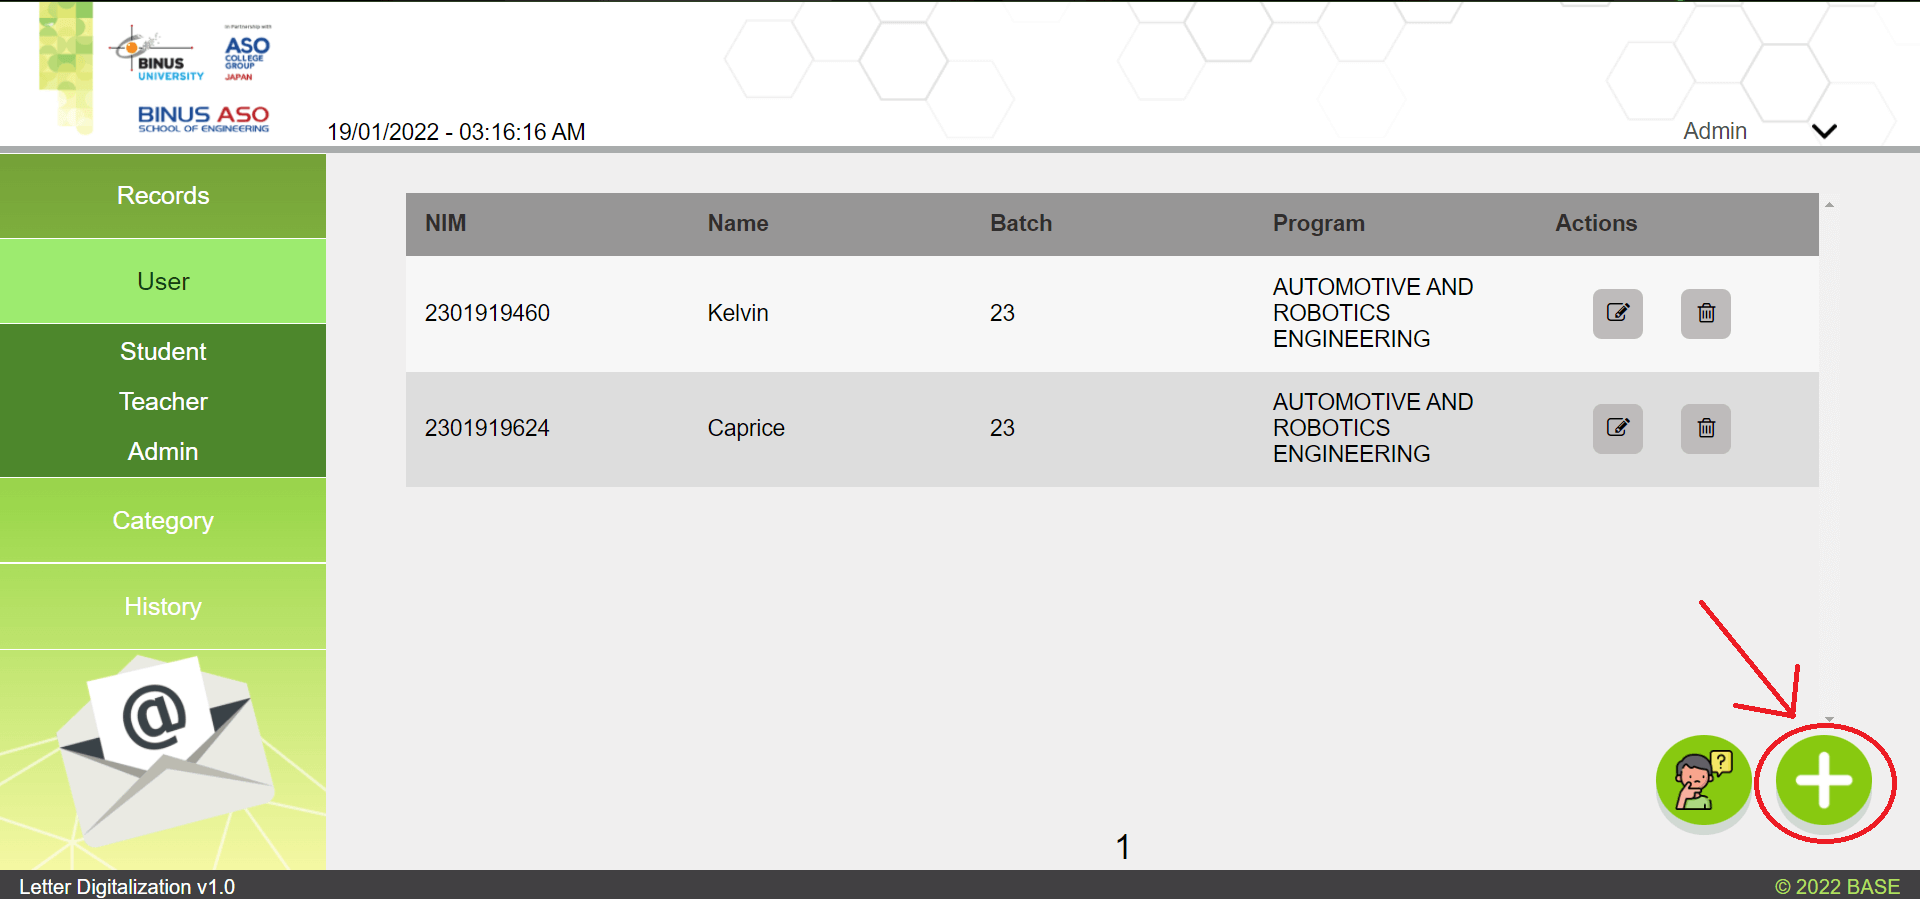 In Partnership with
BINUS
UNIVERSITY
ASO
COLLEGE
GROUP
JAPAN
BINUS ASO
SCHOOL OF ENGINEERING
19/01/2022 - 03:16:16 AM
Admin
Records
User
Student
Teacher
Admin
Category
History
@
NIM Name Batch Program Actions
2301919460 Kelvin 23 AUTOMOTIVE AND
ROBOTICS
ENGINEERING
2301919624 Caprice 23 AUTOMOTIVE AND
ROBOTICS
ENGINEERING
?
1
Letter Digitalization v1.0
© 2022 BASE